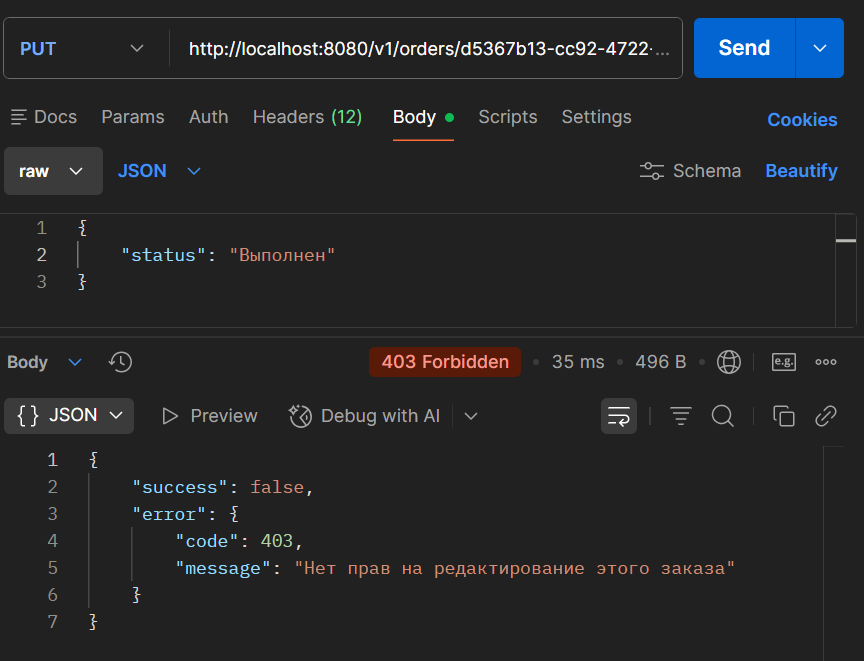 PUT http://localhost:8080/v1/orders/d5367b13-cc92-4722-... Send
Docs Params Auth Headers (12) Body Scripts Settings Cookies
raw JSON Schema Beautify
1 {
2 "status": "Выполнен"
3 }
Body 403 Forbidden • 35 ms • 496 B • e.g.
{} JSON Preview Debug with AI
1 {
2 "success": false,
3 "error": {
4 "code": 403,
5 "message": "Нет прав на редактирование этого заказа"
6 }
7 }